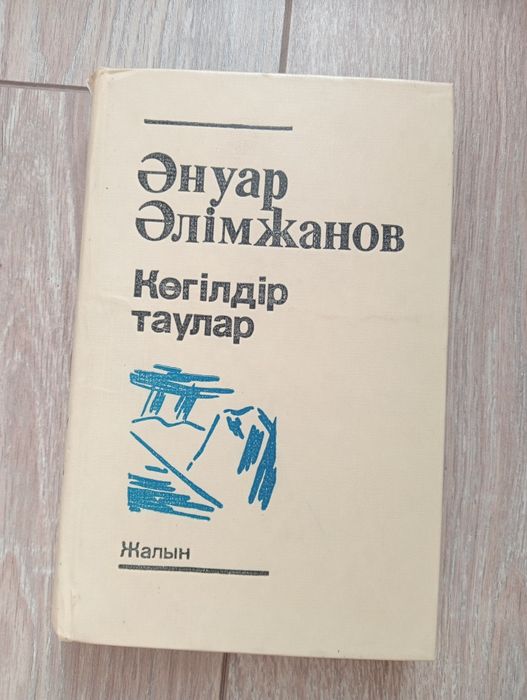 Әнуар
Әлімжанов
Көгілдір
таулар
Жалын